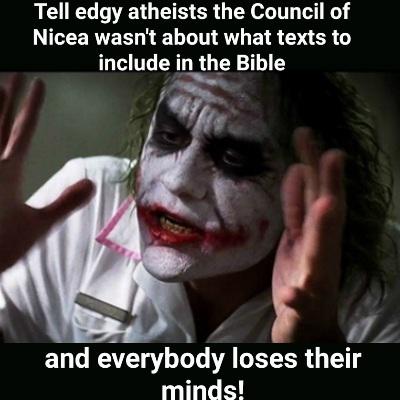 Tell edgy atheists the Council of
Nicea wasn't about what texts to
include in the Bible
and everybody loses their
minds!